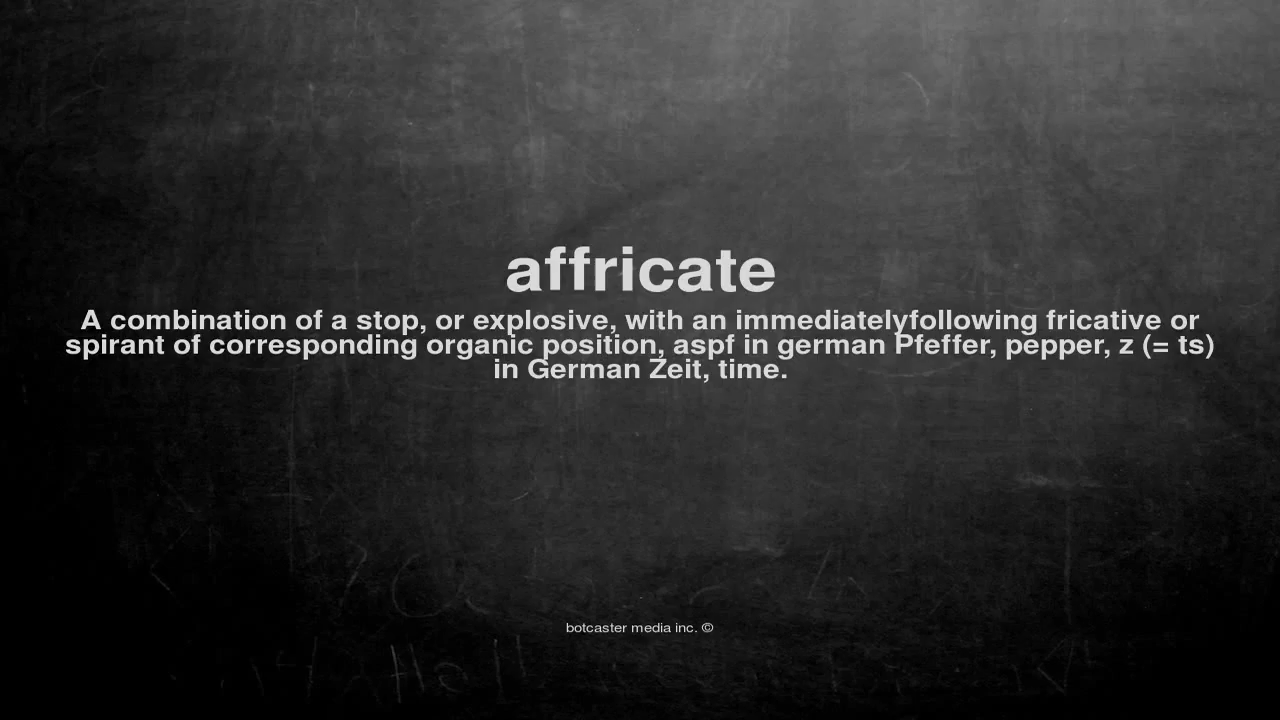 affricate
A combination of a stop, or explosive, with an immediatelyfollowing fricative or
spirant of corresponding organic position, aspf in german Pfeffer, pepper, z (= ts)
in German Zeit, time.
botcaster media inc. ©